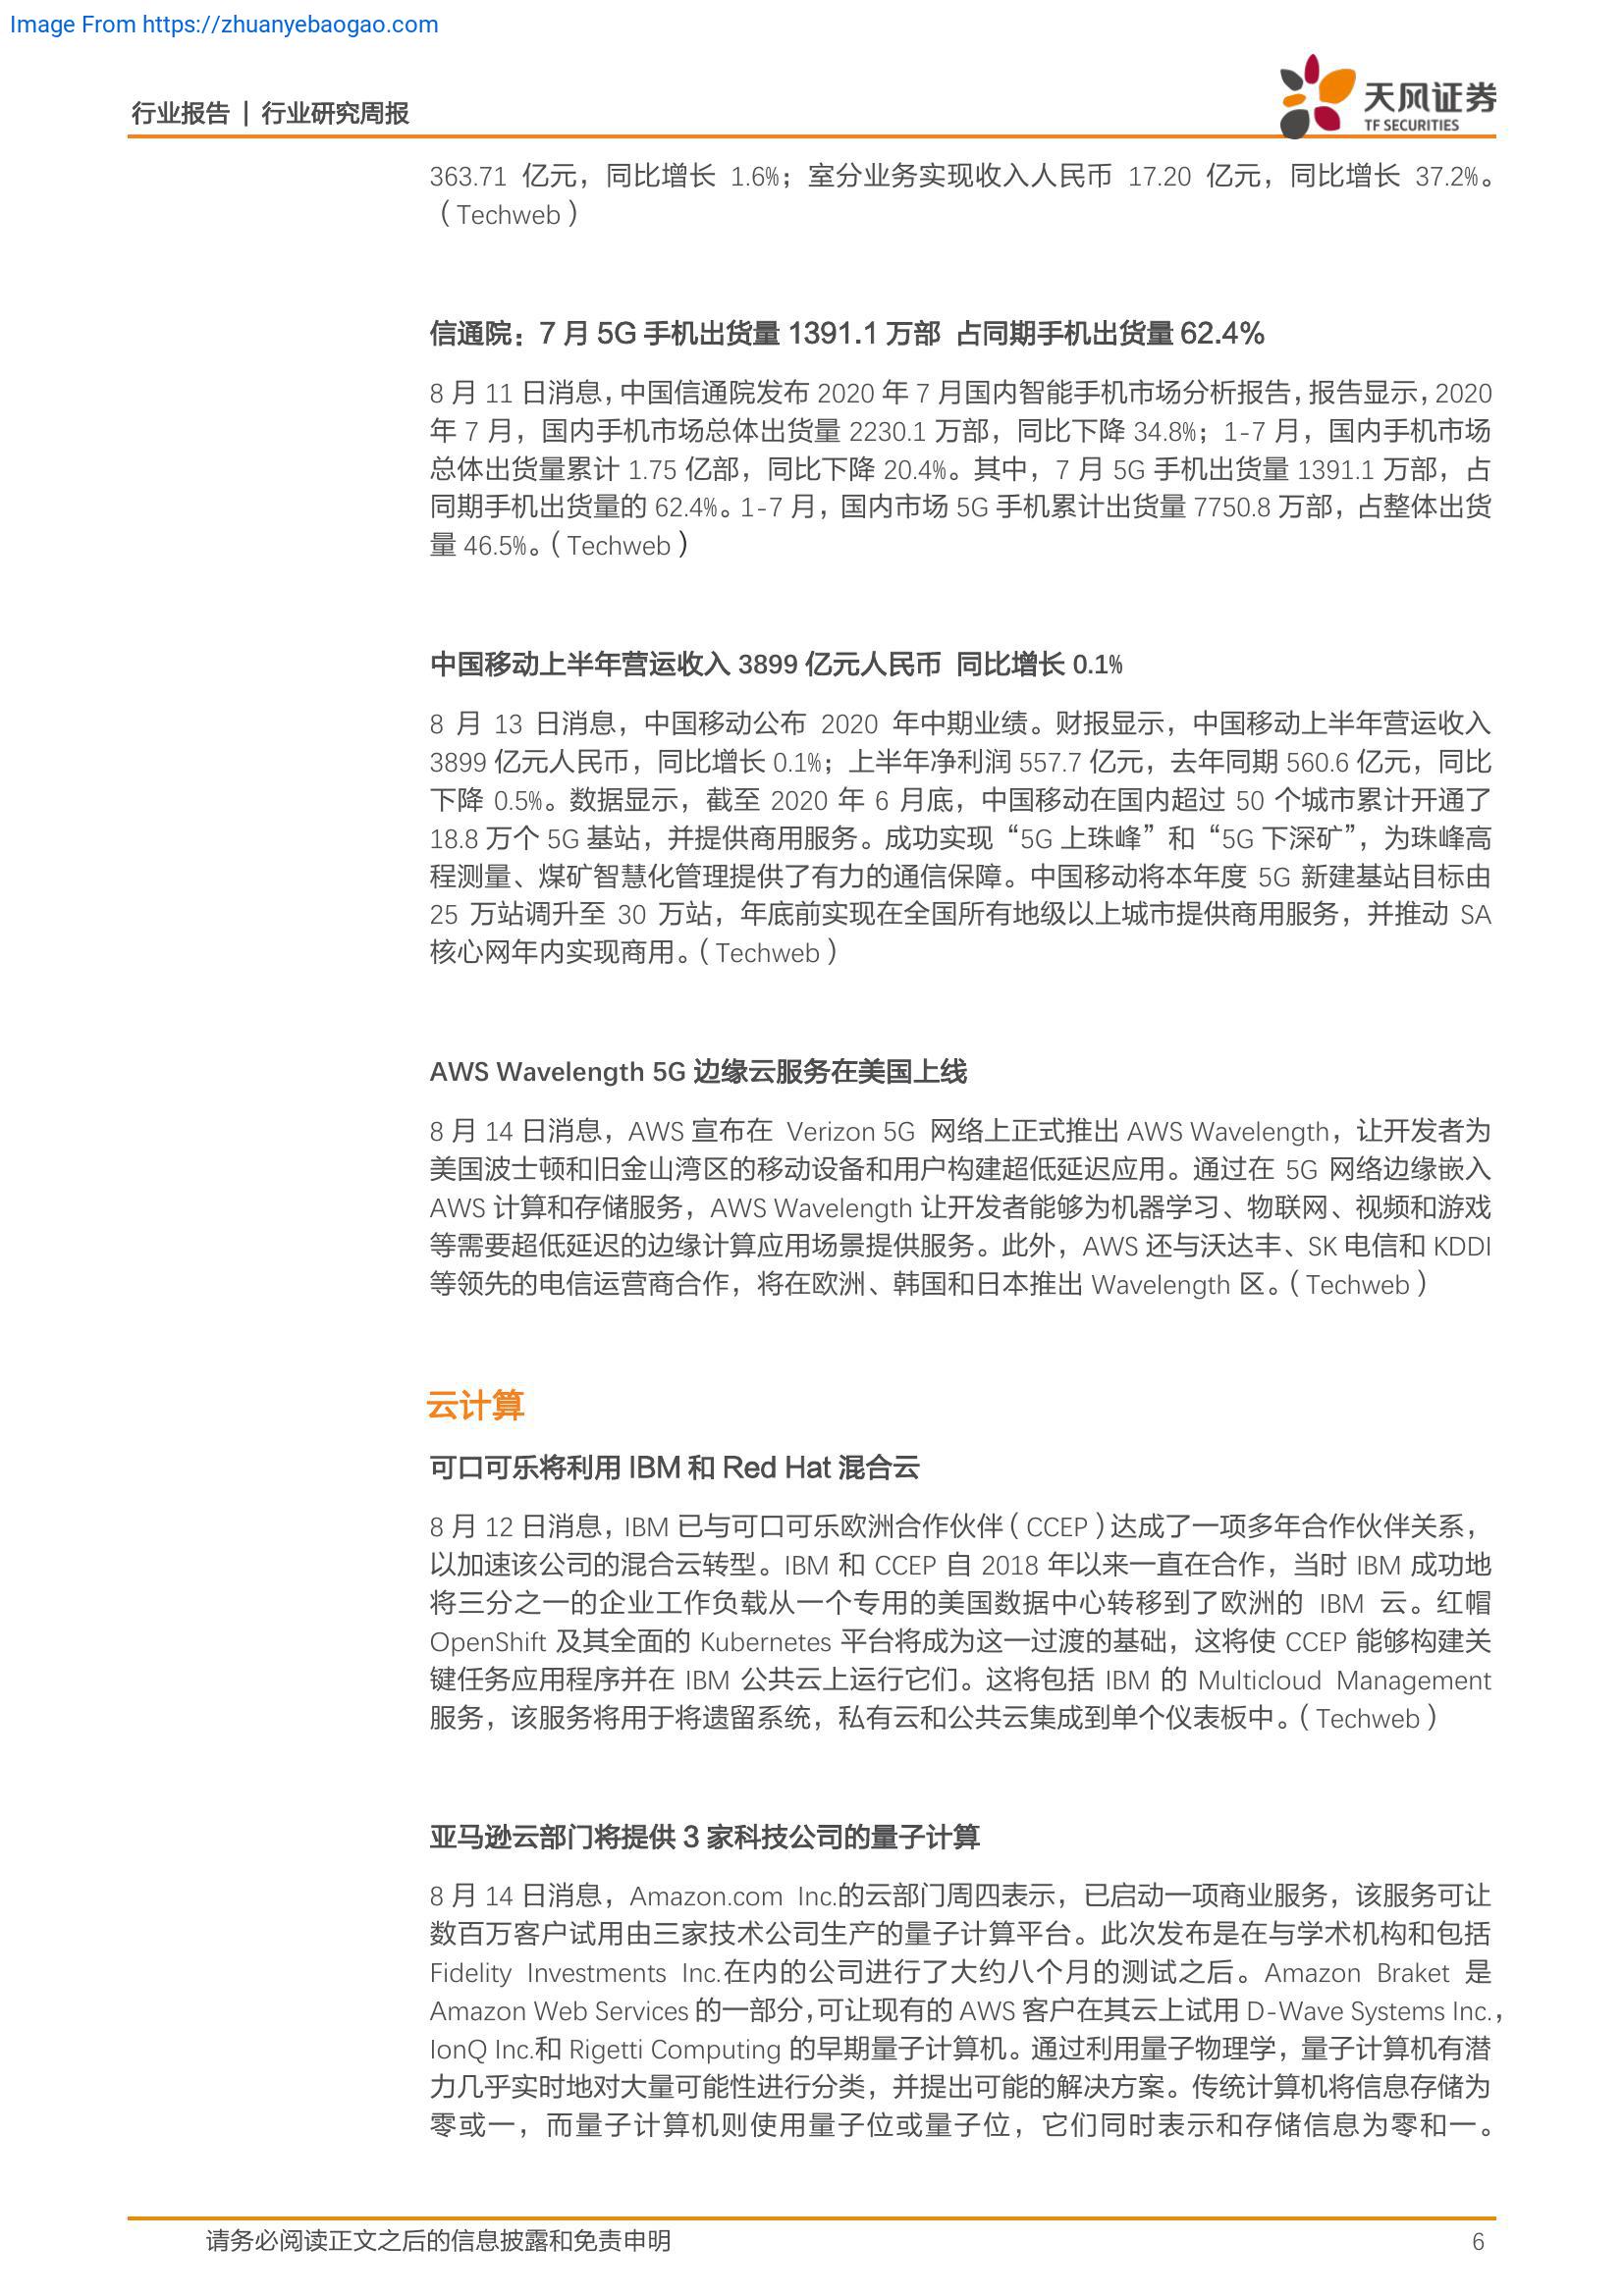 Image From https://zhuanyebaogao.com
行业报告 | 行业研究周报
天风证券
TF SECURITIES
363.71 亿元，同比增长 1.6%；室分业务实现收入人民币 17.20 亿元，同比增长 37.2%。
（Techweb）
信通院：7 月 5G 手机出货量 1391.1 万部 占同期手机出货量 62.4%
8 月 11 日消息，中国信通院发布 2020 年 7 月国内智能手机市场分析报告，报告显示，2020
年 7 月，国内手机市场总体出货量 2230.1 万部，同比下降 34.8%；1-7 月，国内手机市场
总体出货量累计 1.75 亿部，同比下降 20.4%。其中，7 月 5G 手机出货量 1391.1 万部，占
同期手机出货量的 62.4%。1-7 月，国内市场 5G 手机累计出货量 7750.8 万部，占整体出货
量 46.5%。（Techweb）
中国移动上半年营运收入 3899 亿元人民币 同比增长 0.1%
8 月 13 日消息，中国移动公布 2020 年中期业绩。财报显示，中国移动上半年营运收入
3899 亿元人民币，同比增长 0.1%；上半年净利润 557.7 亿元，去年同期 560.6 亿元，同比
下降 0.5%。数据显示，截至 2020 年 6 月底，中国移动在国内超过 50 个城市累计开通了
18.8 万个 5G 基站，并提供商用服务。成功实现“5G 上珠峰”和“5G 下深矿”，为珠峰高
程测量、煤矿智慧化管理提供了有力的通信保障。中国移动将本年度 5G 新建基站目标由
25 万站调升至 30 万站，年底前实现在全国所有地级以上城市提供商用服务，并推动 SA
核心网年内实现商用。（Techweb）
AWS Wavelength 5G 边缘云服务在美国上线
8 月 14 日消息，AWS 宣布在 Verizon 5G 网络上正式推出 AWS Wavelength，让开发者为
美国波士顿和旧金山湾区的移动设备和用户构建超低延迟应用。通过在 5G 网络边缘嵌入
AWS 计算和存储服务，AWS Wavelength 让开发者能够为机器学习、物联网、视频和游戏
等需要超低延迟的边缘计算应用场景提供服务。此外，AWS 还与沃达丰、SK 电信和 KDDI
等领先的电信运营商合作，将在欧洲、韩国和日本推出 Wavelength 区。（Techweb）
云计算
可口可乐将利用 IBM 和 Red Hat 混合云
8 月 12 日消息，IBM 已与可口可乐欧洲合作伙伴（CCEP）达成了一项多年合作伙伴关系，
以加速该公司的混合云转型。IBM 和 CCEP 自 2018 年以来一直在合作，当时 IBM 成功地
将三分之一的企业工作负载从一个专用的美国数据中心转移到了欧洲的 IBM 云。红帽
OpenShift 及其全面的 Kubernetes 平台将成为这一过渡的基础，这将使 CCEP 能够构建关
键任务应用程序并在 IBM 公共云上运行它们。这将包括 IBM 的 Multicloud Management
服务，该服务将用于将遗留系统，私有云和公共云集成到单个仪表板中。（Techweb）
亚马逊云部门将提供 3 家科技公司的量子计算
8 月 14 日消息，Amazon.com Inc.的云部门周四表示，已启动一项商业服务，该服务可让
数百万客户试用由三家技术公司生产的量子计算平台。此次发布是在与学术机构和包括
Fidelity Investments Inc.在内的公司进行了大约八个月的测试之后。Amazon Braket 是
Amazon Web Services 的一部分，可让现有的 AWS 客户在其云上试用 D-Wave Systems Inc.，
IonQ Inc.和 Rigetti Computing 的早期量子计算机。通过利用量子物理学，量子计算机有潜
力几乎实时地对大量可能性进行分类，并提出可能的解决方案。传统计算机将信息存储为
零或一，而量子计算机则使用量子位或量子位，它们同时表示和存储信息为零和一。
请务必阅读正文之后的信息披露和免责申明
6